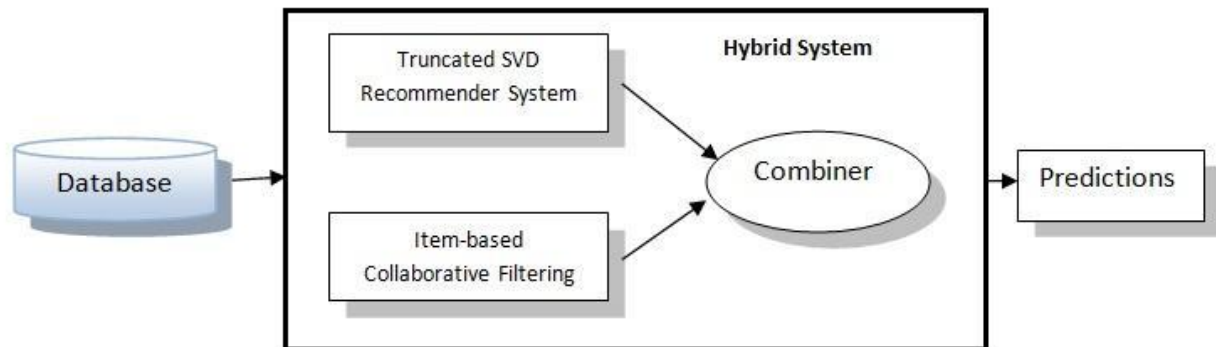 Database
Hybrid System
Truncated SVD
Recommender System
Item-based
Collaborative Filtering
Combiner
Predictions